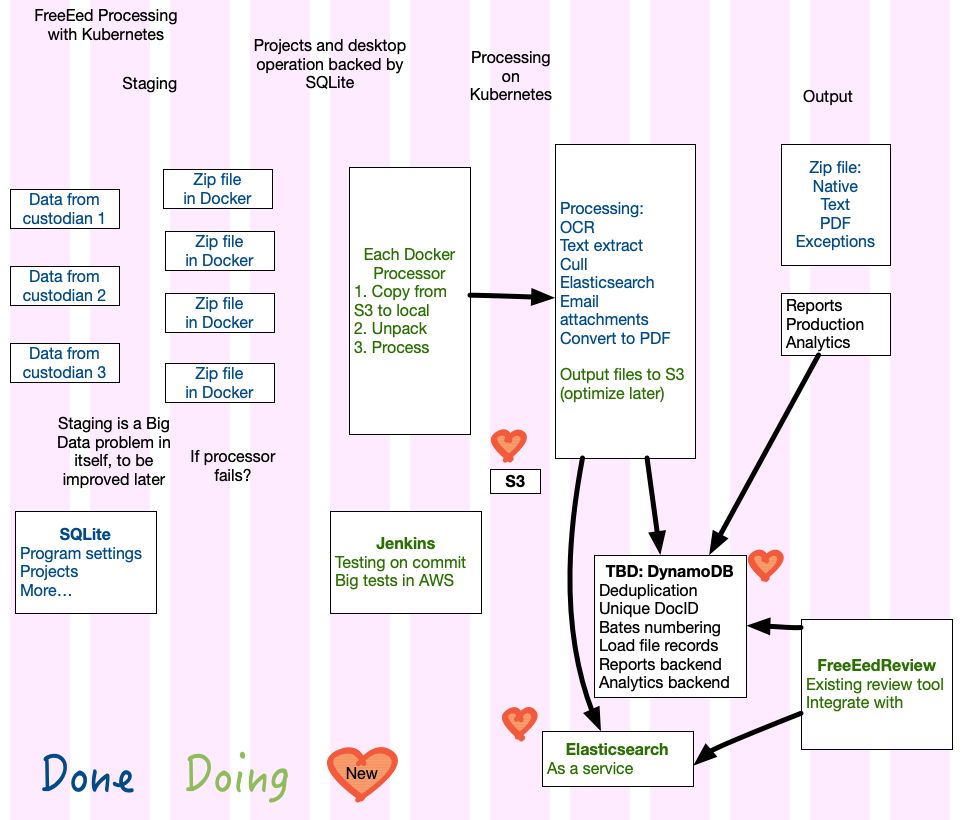 FreeEed Processing
with Kubernetes
Staging
Projects and desktop
operation backed by
SQLite
Processing
on
Kubernetes
Output
Data from
custodian 1
Data from
custodian 2
Data from
custodian 3
Zip file
in Docker
Zip file
in Docker
Zip file
in Docker
Zip file
in Docker
Each Docker
Processor
1. Copy from
S3 to local
2. Unpack
3. Process
Processing:
OCR
Text extract
Cull
Elasticsearch
Email
attachments
Convert to PDF
Output files to S3
(optimize later)
Zip file:
Native
Text
PDF
Exceptions
Reports
Production
Analytics
Staging is a Big
Data problem in
itself, to be
improved later
If processor
fails?
S3
SQLite
Program settings
Projects
More…
Jenkins
Testing on commit
Big tests in AWS
TBD: DynamoDB
Deduplication
Unique DocID
Bates numbering
Load file records
Reports backend
Analytics backend
FreeEedReview
Existing review tool
Integrate with
Elasticsearch
As a service
Done
Doing
New